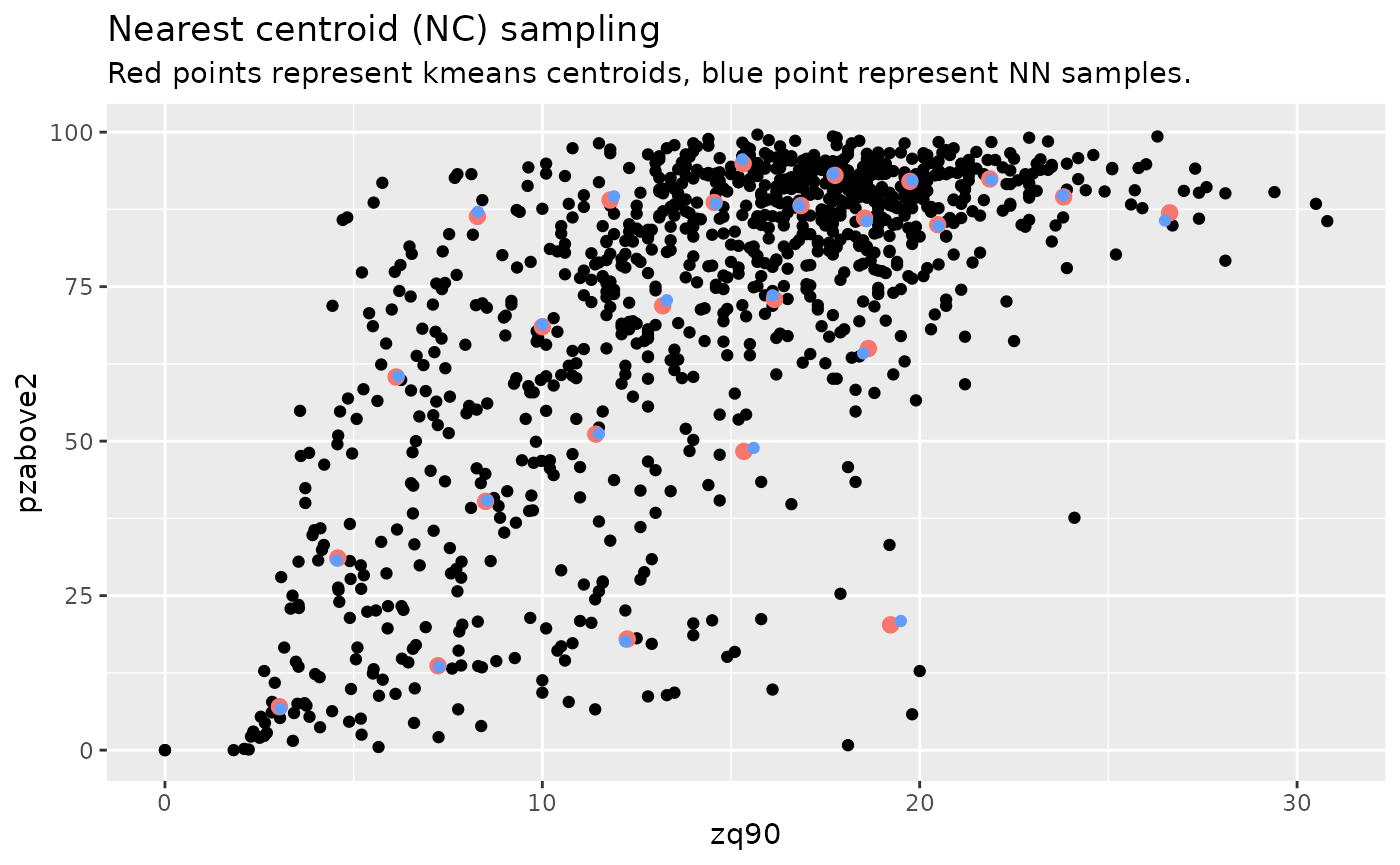 Nearest centroid (NC) sampling
Red points represent kmeans centroids, blue point represent NN samples.
100
75
50
25
0
pzabove2
0 10 20 30
zq90